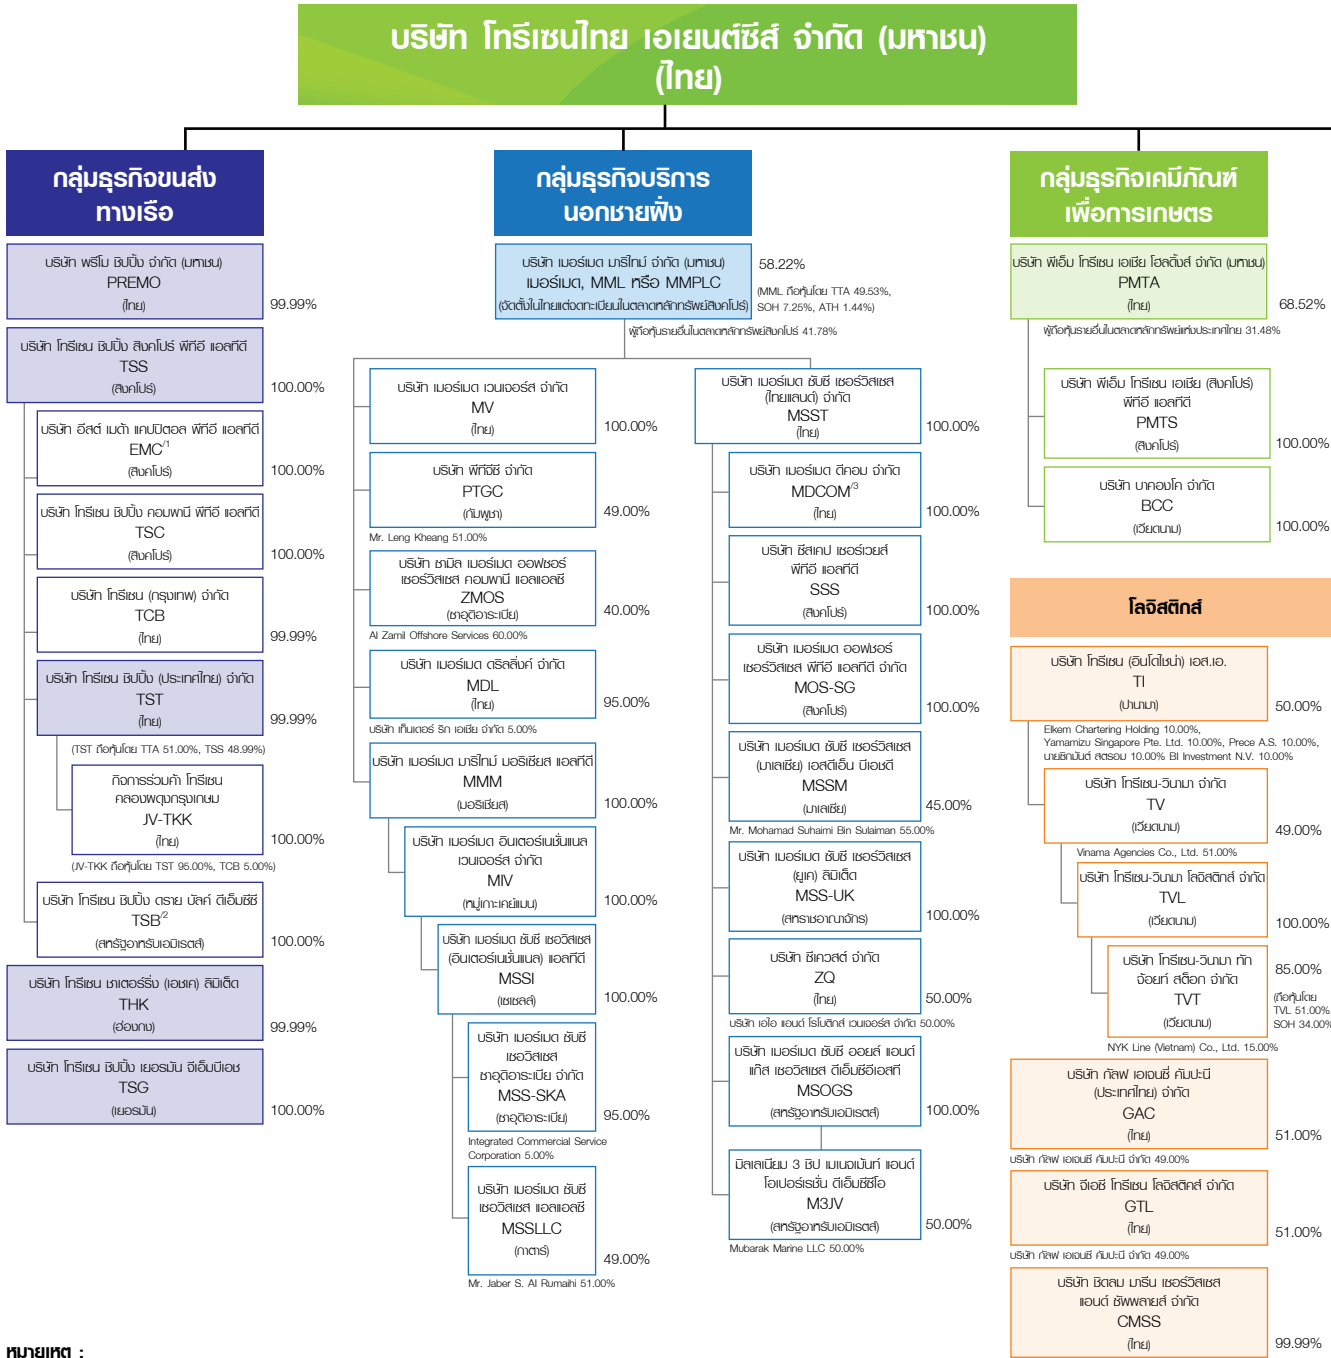 บริษัท โทรีเซนไทย เอเยนต์ซีส์ จำกัด (มหาชน)
(ไทย)
กลุ่มธุรกิจขนส่ง
ทางเรือ
บริษัท พรีโม ชิปปิ้ง จำกัด (มหาชน)
PREMO
(ไทย)
99.99%
บริษัท โทรีเซน ชิปปิ้ง สิงคโปร์ พีทีอี แอลทีดี
TSS
(สิงคโปร์)
100.00%
บริษัท อีสต์ เมด้า แคปปิตอล พีทีอี แอลทีดี
EMC/1
(สิงคโปร์)
100.00%
บริษัท โทรีเซน ชิปปิ้ง คอมพานี พีทีอี แอลทีดี
TSC
(สิงคโปร์)
100.00%
บริษัท โทรีเซน (กรุงเทพ) จำกัด
TCB
(ไทย)
99.99%
บริษัท โทรีเซน ชิปปิ้ง (ประเทศไทย) จำกัด
TST
(ไทย)
99.99%
(TST ถือหุ้นโดย TTA 51.00%, TSS 48.99%)
กิจการร่วมค้า โทรีเซน
คลองผดุงกรุงเกษม
JV-TKK
(ไทย)
100.00%
(JV-TKK ถือหุ้นโดย TST 95.00%, TCB 5.00%)
บริษัท โทรีเซน ชิปปิ้ง ดราย บัลค์ ดีเอ็มซีซี
TSB/2
(สหรัฐอาหรับเอมิเรตส์)
100.00%
บริษัท โทรีเซน ชาเตอร์ริ่ง (เอชเค) ลิมิเต็ด
THK
(ฮ่องกง)
99.99%
บริษัท โทรีเซน ชิปปิ้ง เยอรมัน จีเอ็มบีเอช
TSG
(เยอรมัน)
100.00%
กลุ่มธุรกิจบริการ
นอกชายฝั่ง
บริษัท เมอร์เมด มาริไทม์ จำกัด (มหาชน)
เมอร์เมด, MML หรือ MMPLC
(จัดตั้งในไทยแต่จดทะเบียนในตลาดหลักทรัพย์สิงคโปร์)
58.22%
(MML ถือหุ้นโดย TTA 49.53%,
SOH 7.25%, ATH 1.44%)
ผู้ถือหุ้นรายอื่นในตลาดหลักทรัพย์สิงคโปร์ 41.78%
บริษัท เมอร์เมด เวนเจอร์ส จำกัด
MV
(ไทย)
100.00%
บริษัท พีทีจีซี จำกัด
PTGC
(กัมพูชา)
49.00%
Mr. Leng Kheang 51.00%
บริษัท ซามิล เมอร์เมด ออฟชอร์
เซอร์วิสเซส คอมพานี แอลแอลซี
ZMOS
(ซาอุดิอาระเบีย)
40.00%
Al Zamil Offshore Services 60.00%
บริษัท เมอร์เมด ดริลลิ่งค์ จำกัด
MDL
(ไทย)
95.00%
บริษัท เท็นเดอร์ ริก เอเชีย จำกัด 5.00%
บริษัท เมอร์เมด มาริไทม์ มอริเชียส แอลทีดี
MMM
(มอริเชียส)
100.00%
บริษัท เมอร์เมด อินเตอร์เนชั่นแนล
เวนเจอร์ส จำกัด
MIV
(หมู่เกาะเคย์แมน)
100.00%
บริษัท เมอร์เมด ซับซี เซอวิสเซส
(อินเตอร์เนชั่นแนล) แอลทีดี
MSSI
(เซเชลส์)
100.00%
บริษัท เมอร์เมด ซับซี
เซอวิสเซส
ซาอุดิอาระเบีย จำกัด
MSS-SKA
(ซาอุดิอาระเบีย)
95.00%
Integrated Commercial Service
Corporation 5.00%
บริษัท เมอร์เมด ซับซี
เซอวิสเซส แอลแอลซี
MSSLLC
(กาตาร์)
49.00%
Mr. Jaber S. Al Rumaihi 51.00%
บริษัท เมอร์เมด ซับซี เซอร์วิสเซส
(ไทยแลนด์) จำกัด
MSST
(ไทย)
100.00%
บริษัท เมอร์เมด ดีคอม จำกัด
MDCOM/3
(ไทย)
100.00%
บริษัท ซีสเคป เซอร์เวยส์
พีทีอี แอลทีดี
SSS
(สิงคโปร์)
100.00%
บริษัท เมอร์เมด ออฟชอร์
เซอร์วิสเซส พีทีอี แอลทีดี จำกัด
MOS-SG
(สิงคโปร์)
100.00%
บริษัท เมอร์เมด ซับซี เซอร์วิสเซส
(มาเลเซีย) เอสดีเอ็น บีเอชดี
MSSM
(มาเลเซีย)
45.00%
Mr. Mohamad Suhaimi Bin Sulaiman 55.00%
บริษัท เมอร์เมด ซับซี เซอร์วิสเซส
(ยูเค) ลิมิเต็ด
MSS-UK
(สหราชอาณาจักร)
100.00%
บริษัท ซีเควสต์ จำกัด
ZQ
(ไทย)
50.00%
บริษัท เอไอ แอนด์ โรโบติกส์ เวนเจอร์ส จำกัด 50.00%
บริษัท เมอร์เมด ซับซี ออยล์ แอนด์
แก๊ส เซอวิสเซส ดีเอ็มซีอีเอสที
MSOGS
(สหรัฐอาหรับเอมิเรตส์)
100.00%
มิลเลเนียม 3 ชิป เมเนจเม้นท์ แอนด์
โอเปอร์เรชั่น ดีเอ็มซีซีโอ
M3JV
(สหรัฐอาหรับเอมิเรตส์)
50.00%
Mubarak Marine LLC 50.00%
กลุ่มธุรกิจเคมีภัณฑ์
เพื่อการเกษตร
บริษัท พีเอ็ม โทรีเซน เอเชีย โฮลดิ้งส์ จำกัด (มหาชน)
PMTA
(ไทย)
68.52%
ผู้ถือหุ้นรายอื่นในตลาดหลักทรัพย์แห่งประเทศไทย 31.48%
บริษัท พีเอ็ม โทรีเซน เอเชีย (สิงคโปร์)
พีทีอี แอลทีดี
PMTS
(สิงคโปร์)
100.00%
บริษัท บาคองโค จำกัด
BCC
(เวียดนาม)
100.00%
โลจิสติกส์
บริษัท โทรีเซน (อินโดไชน่า) เอส.เอ.
TI
(ปานามา)
50.00%
Elkem Chartering Holding 10.00%,
Yamamizu Singapore Pte. Ltd. 10.00%, Prece A.S. 10.00%,
นายซิกมันต์ สตรอม 10.00% BI Investment N.V. 10.00%
บริษัท โทรีเซน-วินามา จำกัด
TV
(เวียดนาม)
49.00%
Vinama Agencies Co., Ltd. 51.00%
บริษัท โทรีเซน-วินามา โลจิสติกส์ จำกัด
TVL
(เวียดนาม)
100.00%
บริษัท โทรีเซน-วินามา ทัก
จ้อยท์ สต็อก จำกัด
TVT
(เวียดนาม)
85.00%
(ถือหุ้นโดย
TVL 51.00%
SOH 34.00%
NYK Line (Vietnam) Co., Ltd. 15.00%
บริษัท กัลฟ เอเจนซี่ คัมปะนี
(ประเทศไทย) จำกัด
GAC
(ไทย)
51.00%
บริษัท กัลฟ เอเจนซี คัมปะนี จำกัด 49.00%
บริษัท จีเอซี โทรีเซน โลจิสติคส์ จำกัด
GTL
(ไทย)
51.00%
บริษัท กัลฟ เอเจนซี คัมปะนี จำกัด 49.00%
บริษัท ชิดลม มารีน เซอร์วิสเซส
แอนด์ ซัพพลายส์ จำกัด
CMSS
(ไทย)
99.99%
หมายเหตุ :